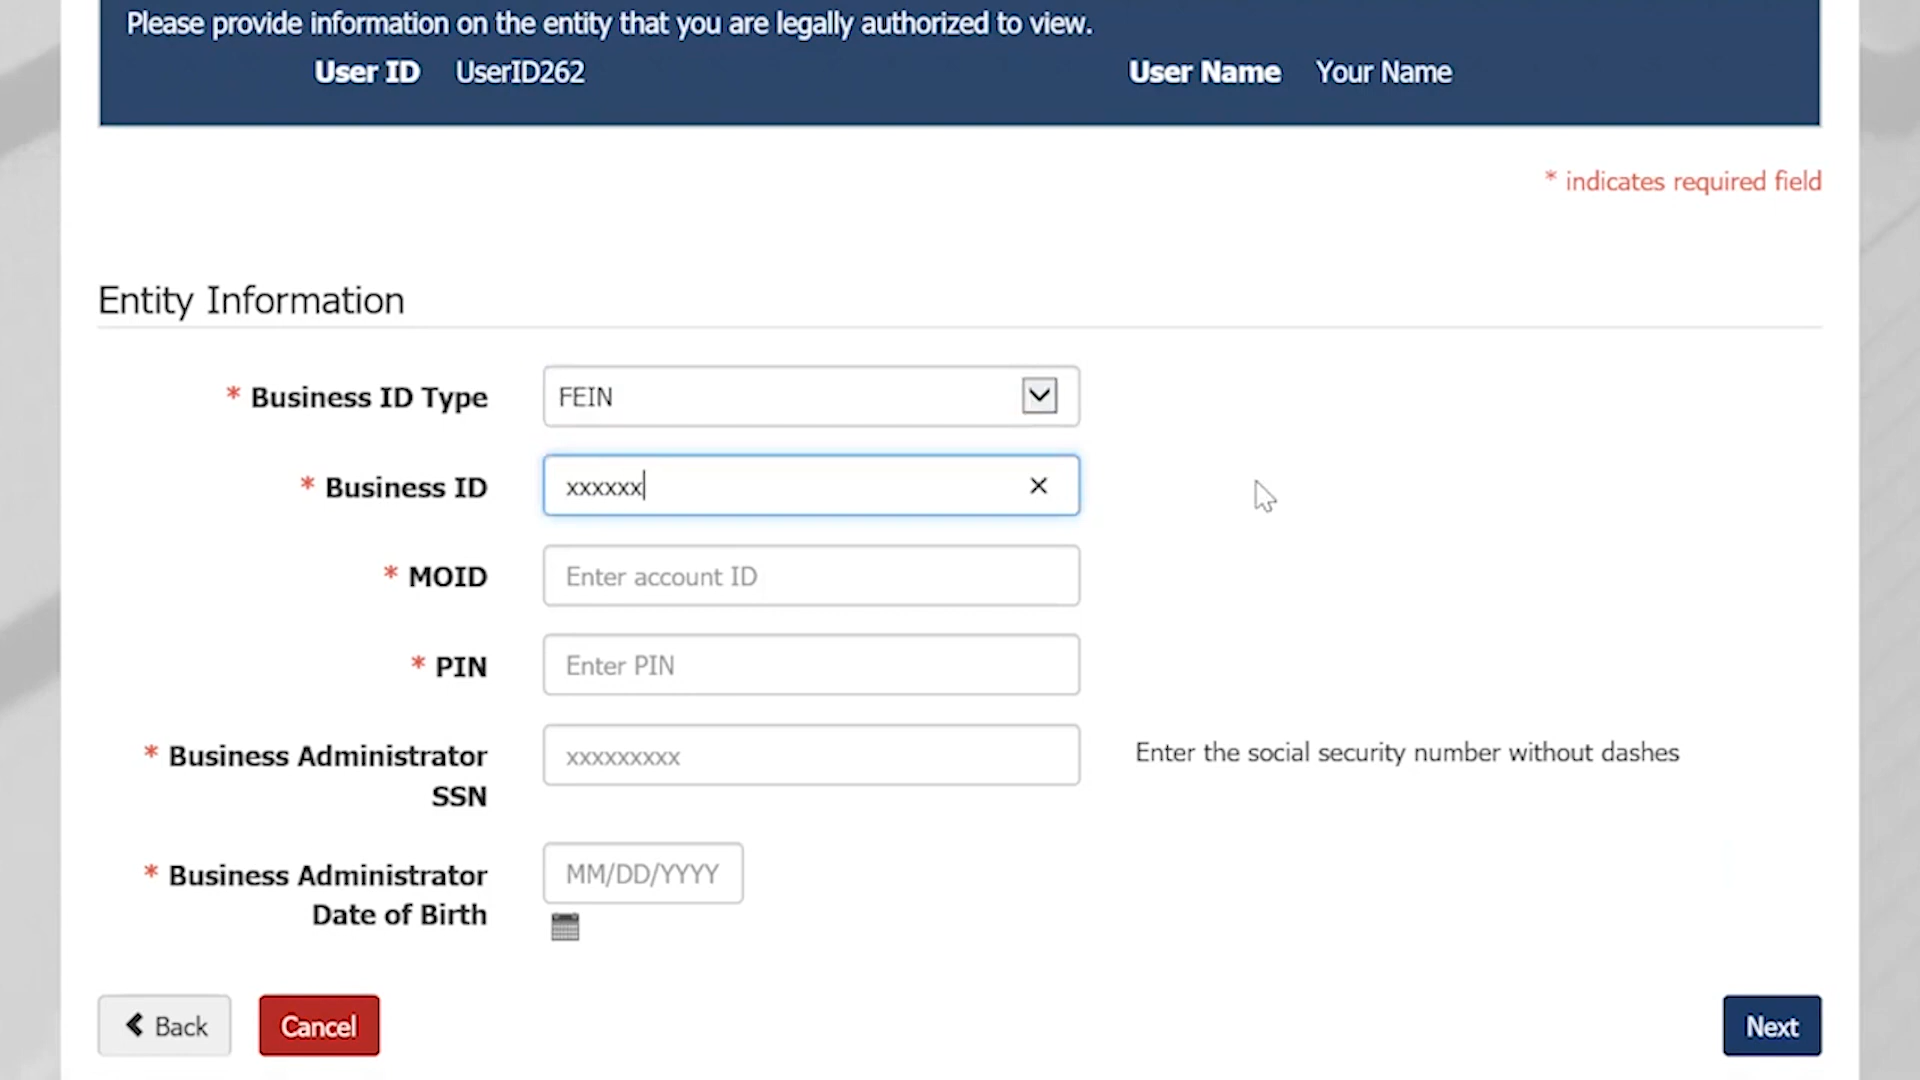 Please provide information on the entity that you are legally authorized to view.
User ID UserID262 User Name Your Name
* indicates required field
Entity Information
* Business ID Type FEIN
* Business ID xxxxxx
* MOID Enter account ID
* PIN Enter PIN
* Business Administrator SSN xxxxxxxxx Enter the social security number without dashes
* Business Administrator Date of Birth MM/DD/YYYY
Back Cancel Next